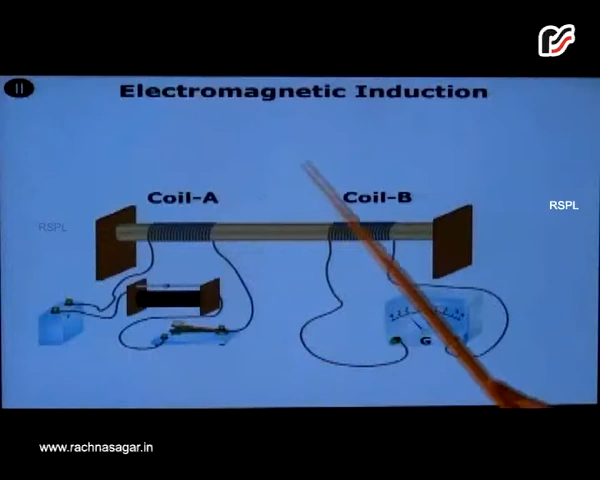 Electromagnetic Induction
Coil-A
Coil-B
RSPL
RSPL
G
www.rachnasagar.in